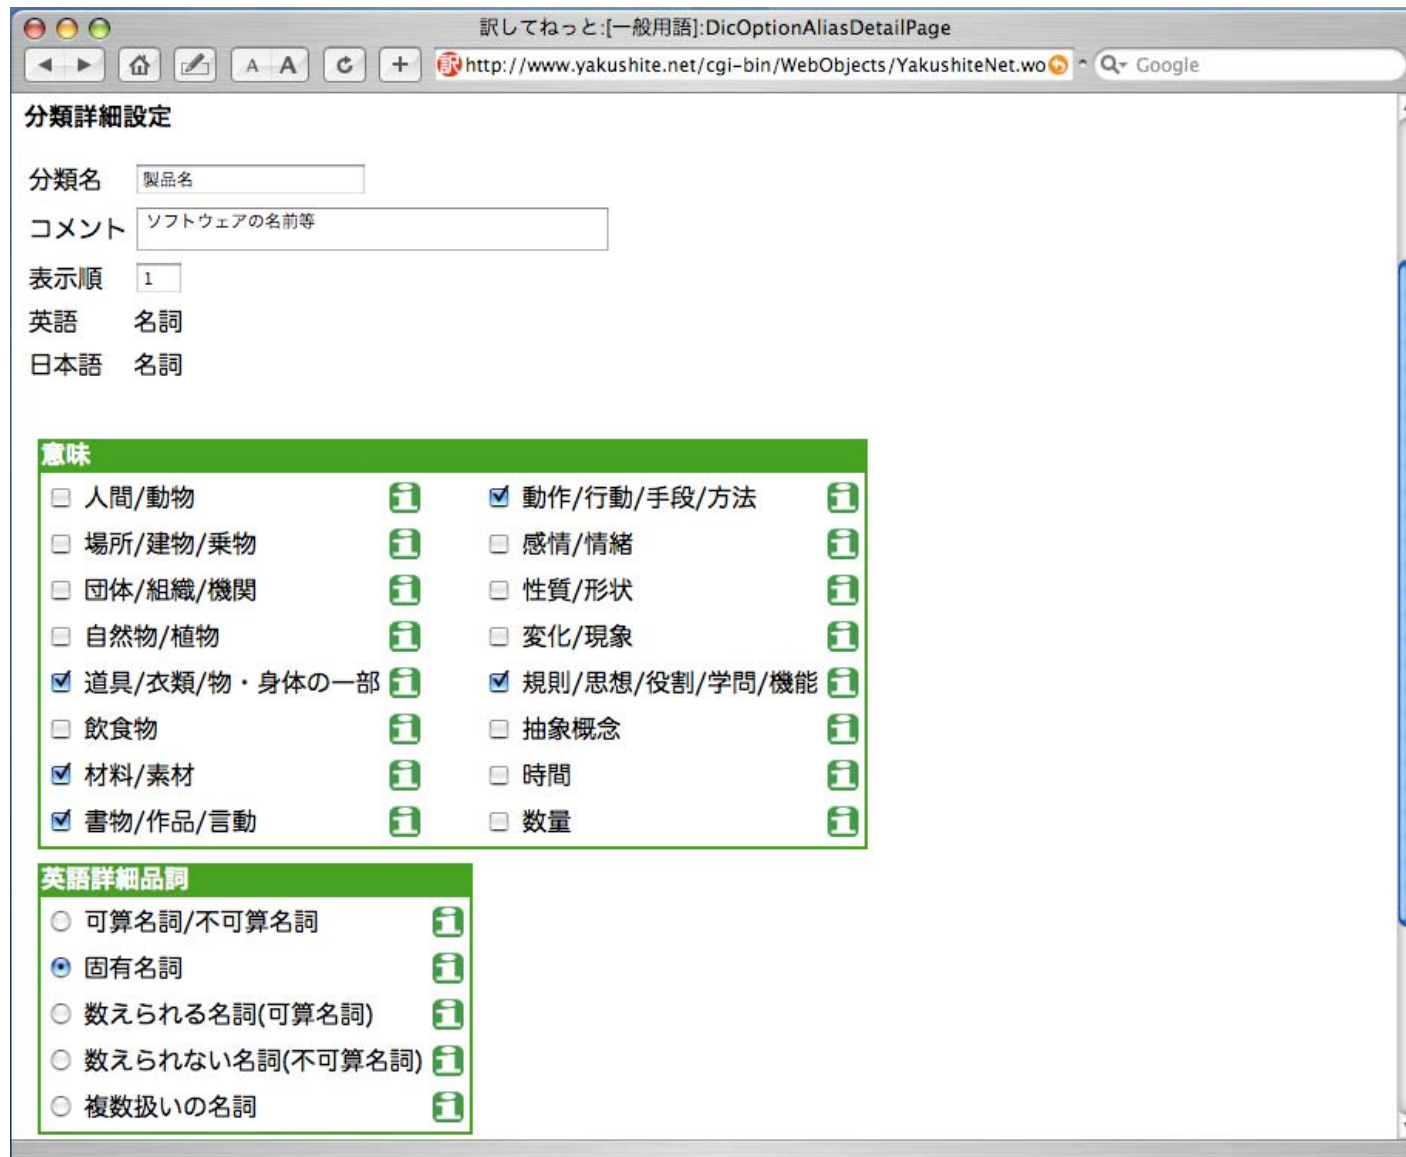 訳してねっと:[一般用語]:DicOptionAliasDetailPage
A A
http://www.yakushite.net/cgi-bin/WebObjects/YakushiteNet.wo
Google
分類詳細設定
分類名 製品名
コメント ソフトウェアの名前等
表示順 1
英語 名詞
日本語 名詞
意味
人間/動物 動作/行動/手段/方法
場所/建物/乗物 感情/情緒
団体/組織/機関 性質/形状
自然物/植物 変化/現象
道具/衣類/物・身体の一部 規則/思想/役割/学問/機能
飲食物 抽象概念
材料/素材 時間
書物/作品/言動 数量
英語詳細品詞
可算名詞/不可算名詞
固有名詞
数えられる名詞(可算名詞)
数えられない名詞(不可算名詞)
複数扱いの名詞